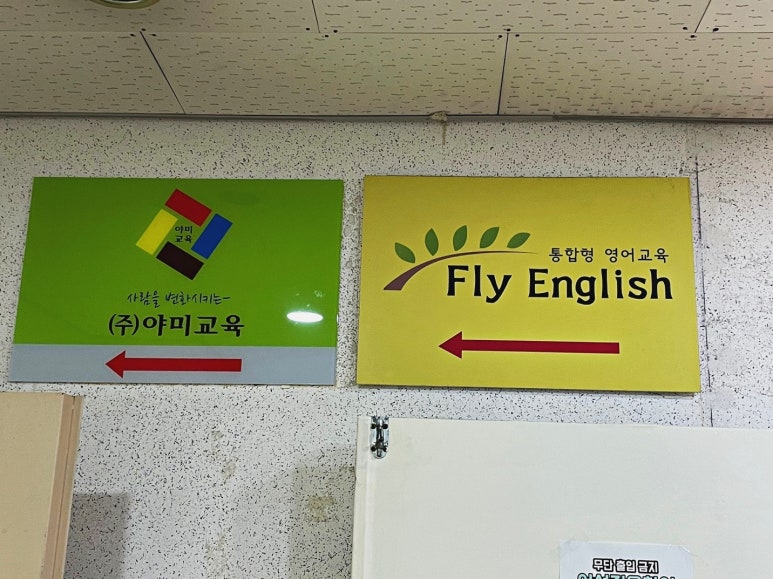 야미
교육
사람을 변화시키는-
(주)야미교육
통합형 영어교육
Fly English
무단 출입 금지